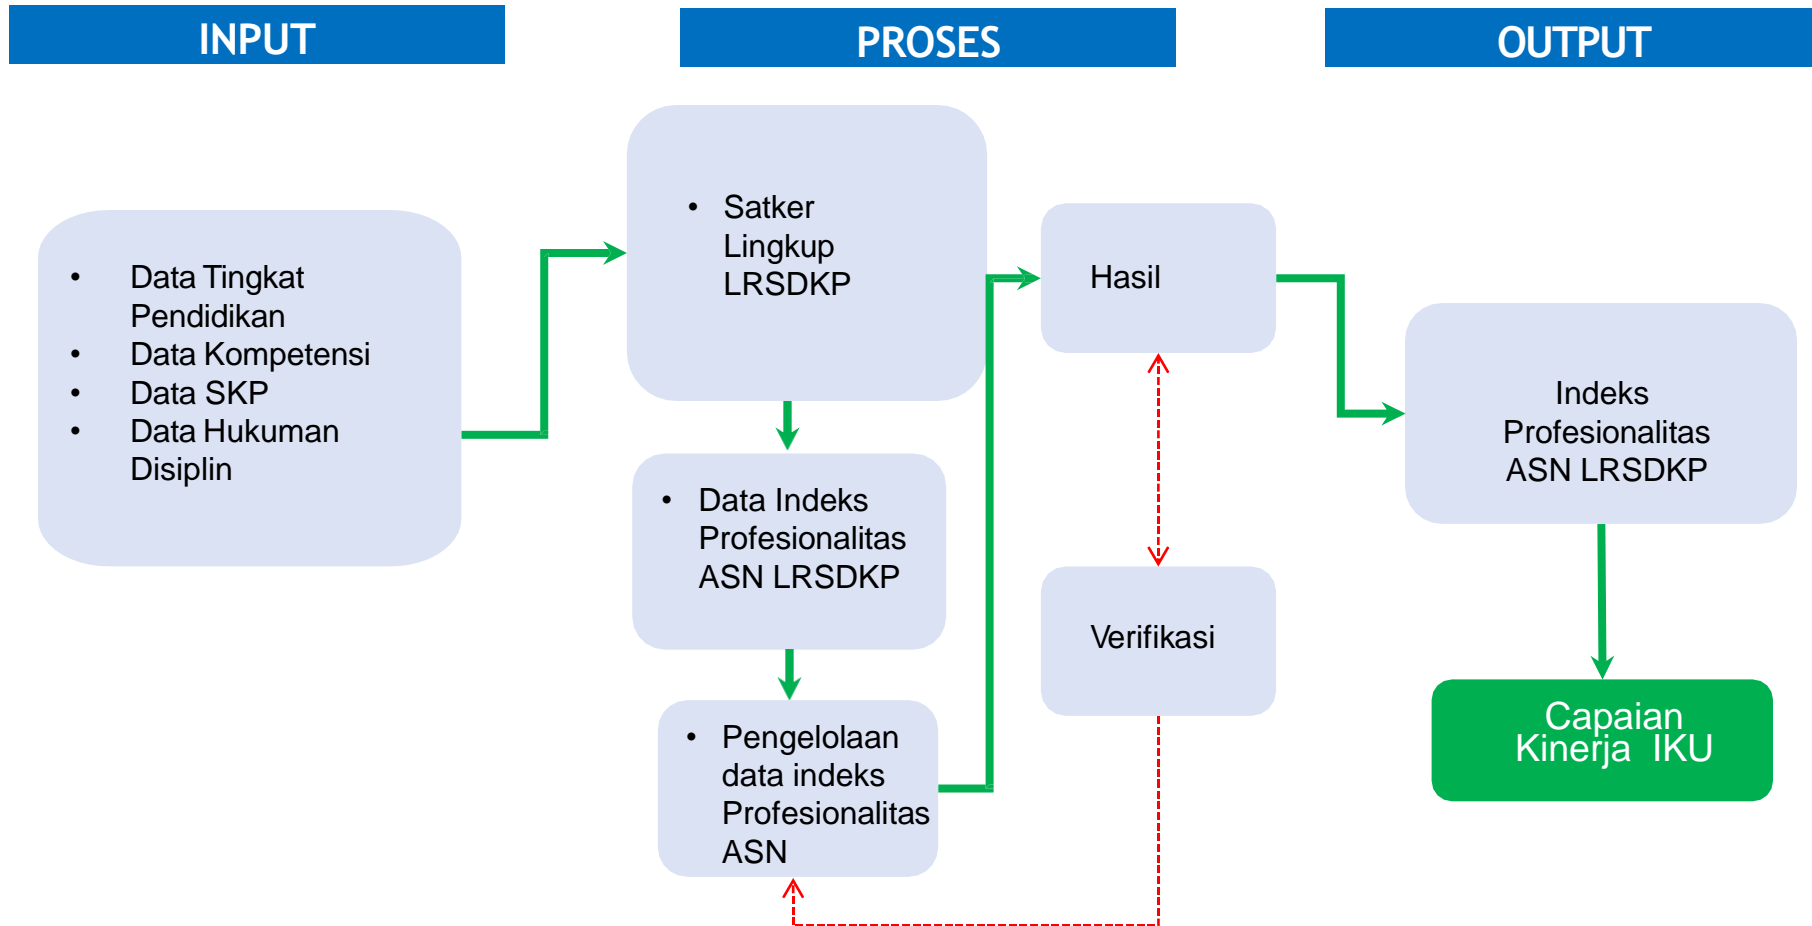 INPUT
PROSES
OUTPUT
• Data Tingkat
Pendidikan
• Data Kompetensi
• Data SKP
• Data Hukuman
Disiplin
• Satker
Lingkup
LRSDKP
• Data Indeks
Profesionalitas
ASN LRSDKP
• Pengelolaan
data indeks
Profesionalitas
ASN
Hasil
Verifikasi
Indeks
Profesionalitas
ASN LRSDKP
Capaian
Kinerja IKU